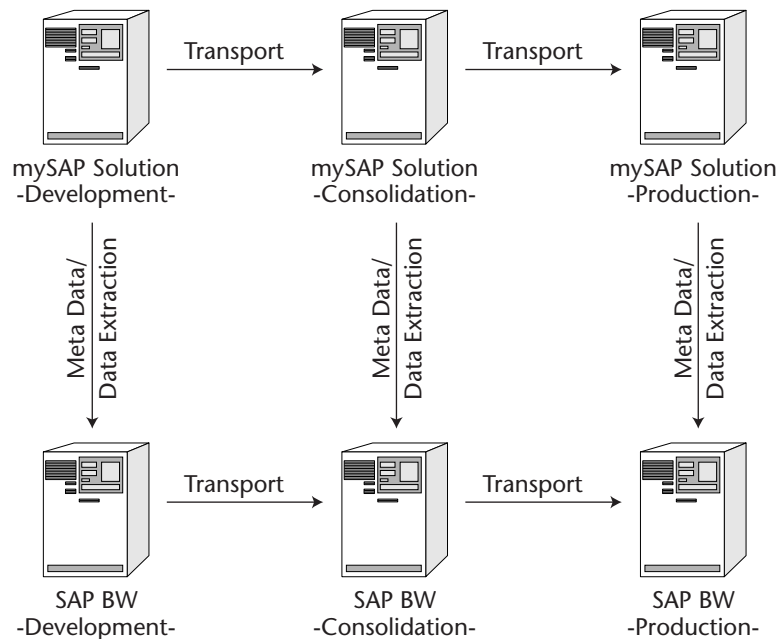 Transport
Transport
mySAP Solution
-Development-
mySAP Solution
-Consolidation-
mySAP Solution
-Production-
Meta Data/
Data Extraction
Meta Data/
Data Extraction
Meta Data/
Data Extraction
Transport
Transport
SAP BW
-Development-
SAP BW
-Consolidation-
SAP BW
-Production-